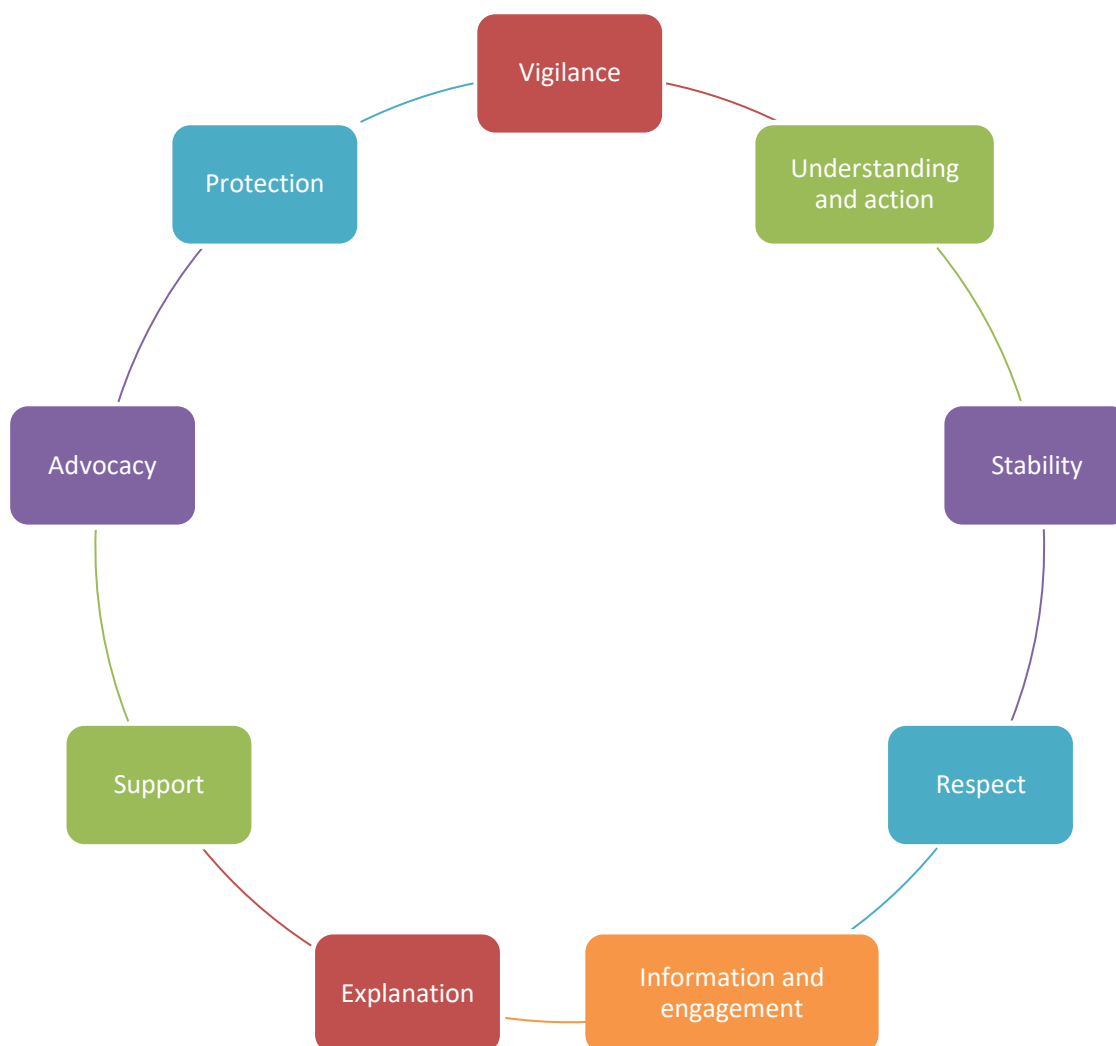 Vigilance
Understanding
and action
Stability
Respect
Information and
engagement
Explanation
Support
Advocacy
Protection